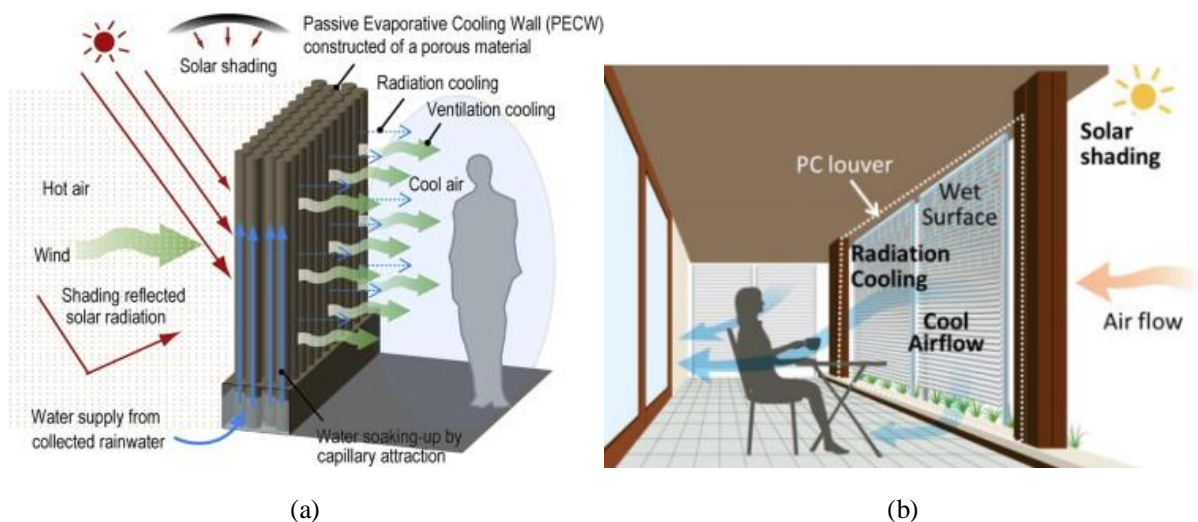 Passive Evaporative Cooling Wall (PECW)
constructed of a porous material
Solar shading
Radiation cooling
Ventilation cooling
Hot air
Cool air
Wind
Shading reflected
solar radiation
Water supply from
collected rainwater
Water soaking-up by
capillary attraction
(a)
Solar
shading
PC louver
Wet
Surface
Radiation
Cooling
Cool
Airflow
Air flow
(b)